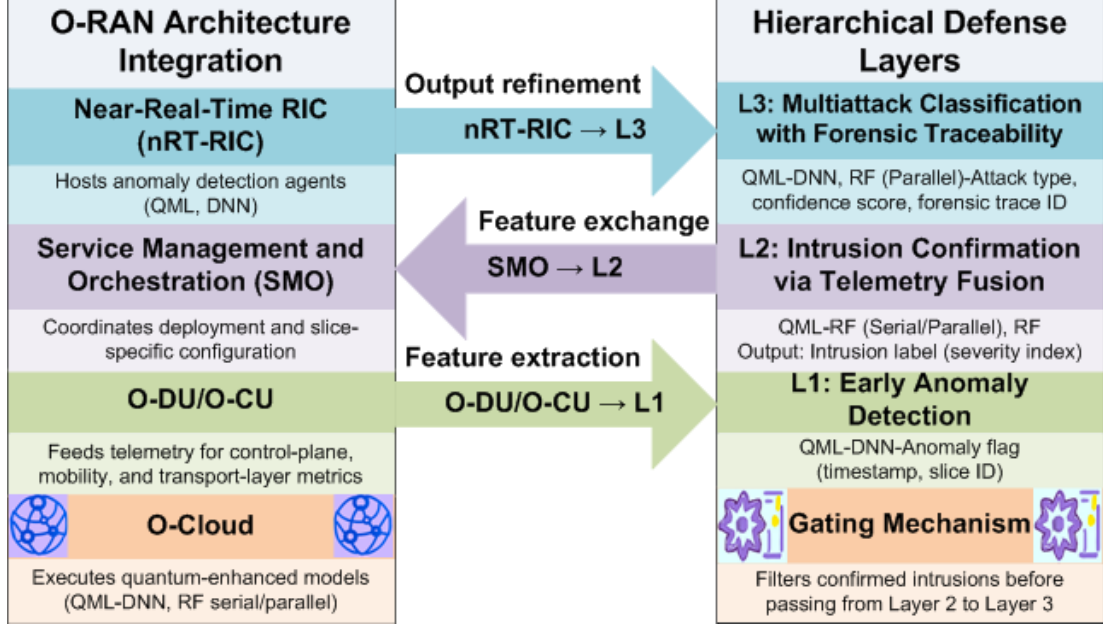 O-RAN Architecture
Integration
Near-Real-Time RIC
(nRT-RIC)
Hosts anomaly detection agents
(QML, DNN)
Service Management and
Orchestration (SMO)
Coordinates deployment and slice-
specific configuration
O-DU/O-CU
Feeds telemetry for control-plane,
mobility, and transport-layer metrics
O-Cloud
Executes quantum-enhanced models
(QML-DNN, RF serial/parallel)
Output refinement
nRT-RIC → L3
Feature exchange
SMO → L2
Feature extraction
O-DU/O-CU → L1
Hierarchical Defense
Layers
L3: Multiattack Classification
with Forensic Traceability
QML-DNN, RF (Parallel)-Attack type,
confidence score, forensic trace ID
L2: Intrusion Confirmation
via Telemetry Fusion
QML-RF (Serial/Parallel), RF
Output: Intrusion label (severity index)
L1: Early Anomaly
Detection
QML-DNN-Anomaly flag
(timestamp, slice ID)
Gating Mechanism
Filters confirmed intrusions before
passing from Layer 2 to Layer 3